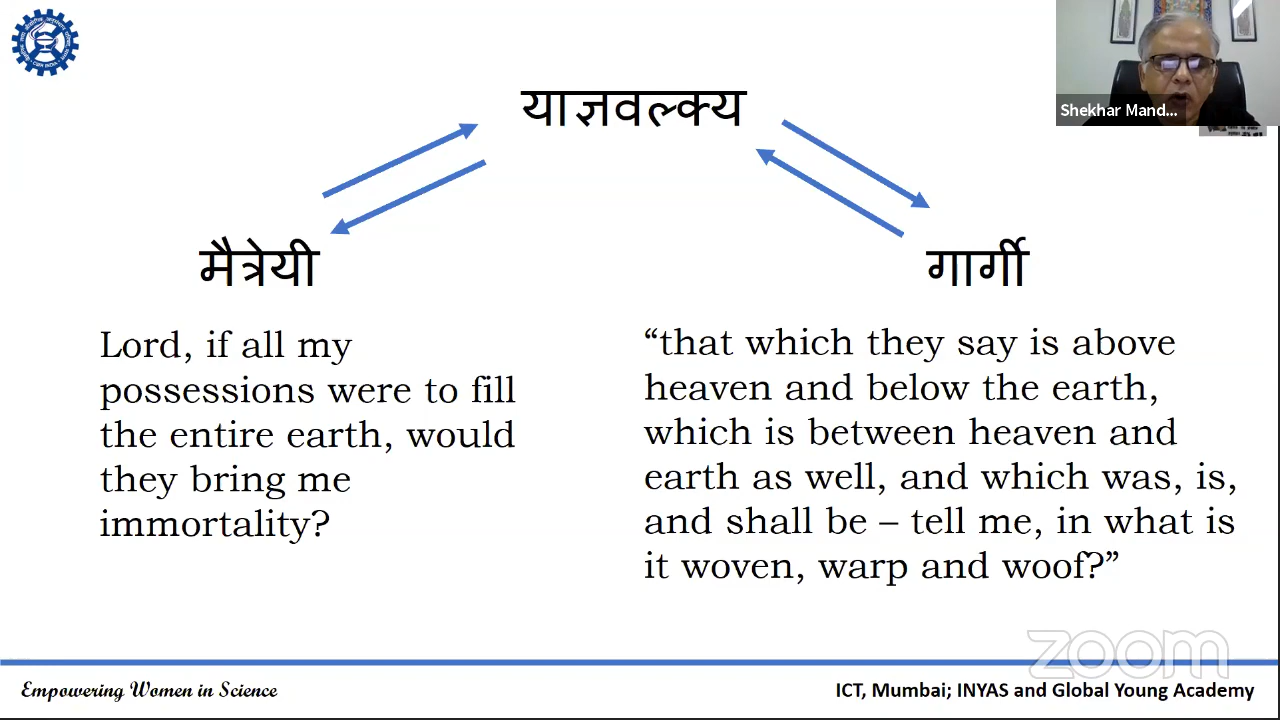 Shekhar Mand...
याज्ञवल्क्य
मैत्रेयी
गार्गी
Lord, if all my
possessions were to fill
the entire earth, would
they bring me
immortality?
“that which they say is above
heaven and below the earth,
which is between heaven and
earth as well, and which was, is,
and shall be – tell me, in what is
it woven, warp and woof?”
zoom
Empowering Women in Science
ICT, Mumbai; INYAS and Global Young Academy